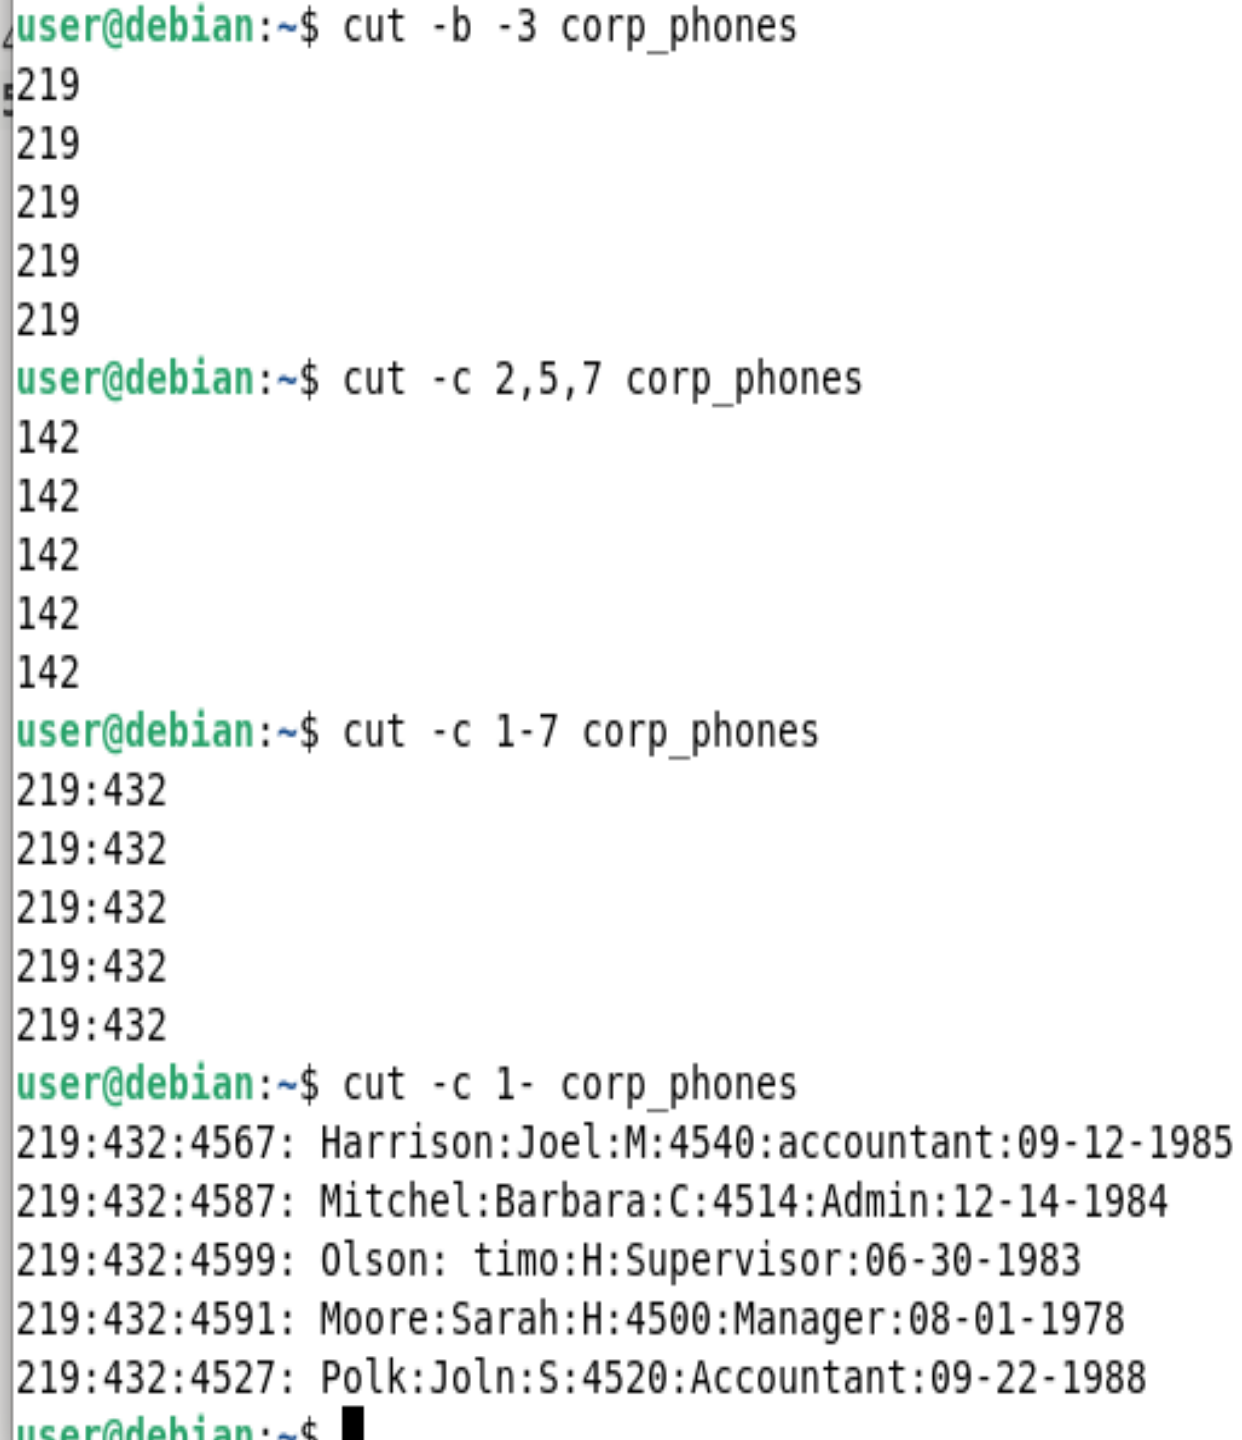 user@debian:~$ cut -b -3 corp_phones
219
219
219
219
219
user@debian:~$ cut -c 2,5,7 corp_phones
142
142
142
142
142
user@debian:~$ cut -c 1-7 corp_phones
219:432
219:432
219:432
219:432
219:432
user@debian:~$ cut -c 1- corp_phones
219:432:4567: Harrison:Joel:M:4540:accountant:09-12-1985
219:432:4587: Mitchel:Barbara:C:4514:Admin:12-14-1984
219:432:4599: Olson: timo:H:Supervisor:06-30-1983
219:432:4591: Moore:Sarah:H:4500:Manager:08-01-1978
219:432:4527: Polk:Joln:S:4520:Accountant:09-22-1988
user@debian:~$